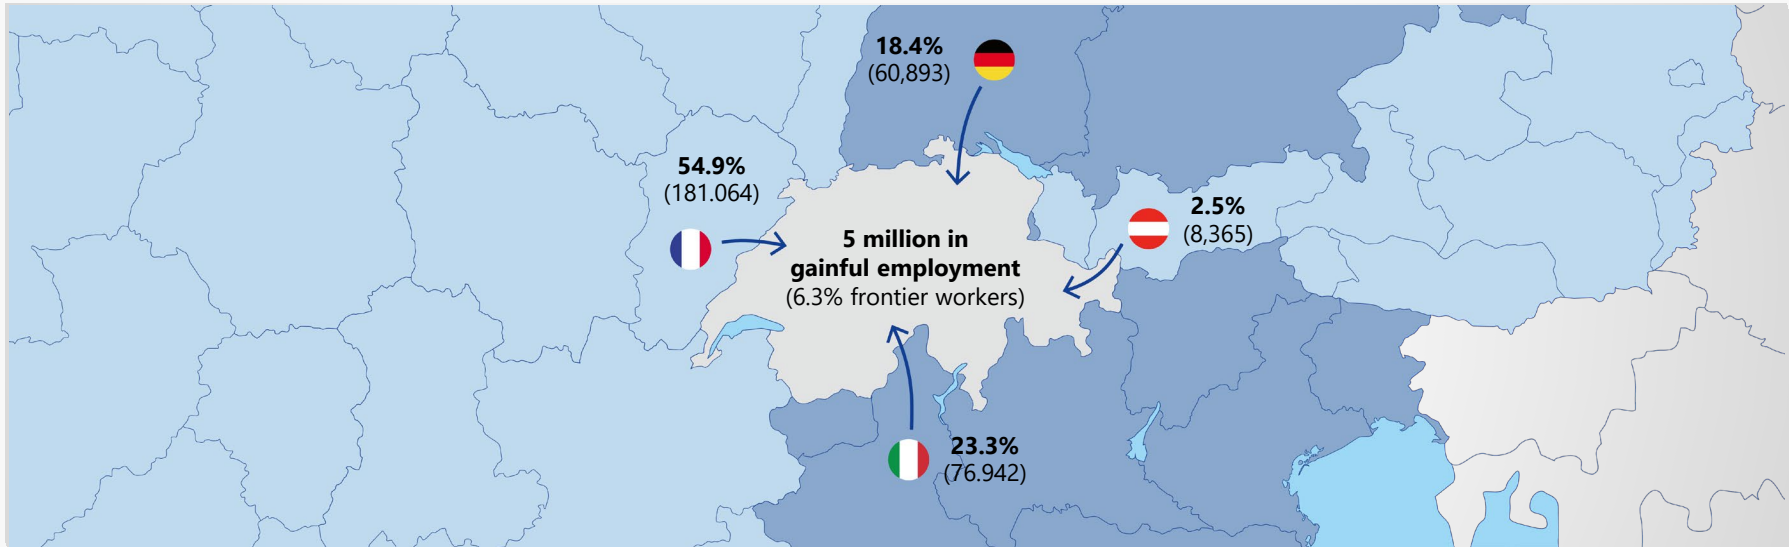 18.4%
(60,893)
54.9%
(181.064)
2.5%
(8,365)
5 million in
gainful employment
(6.3% frontier workers)
23.3%
(76.942)